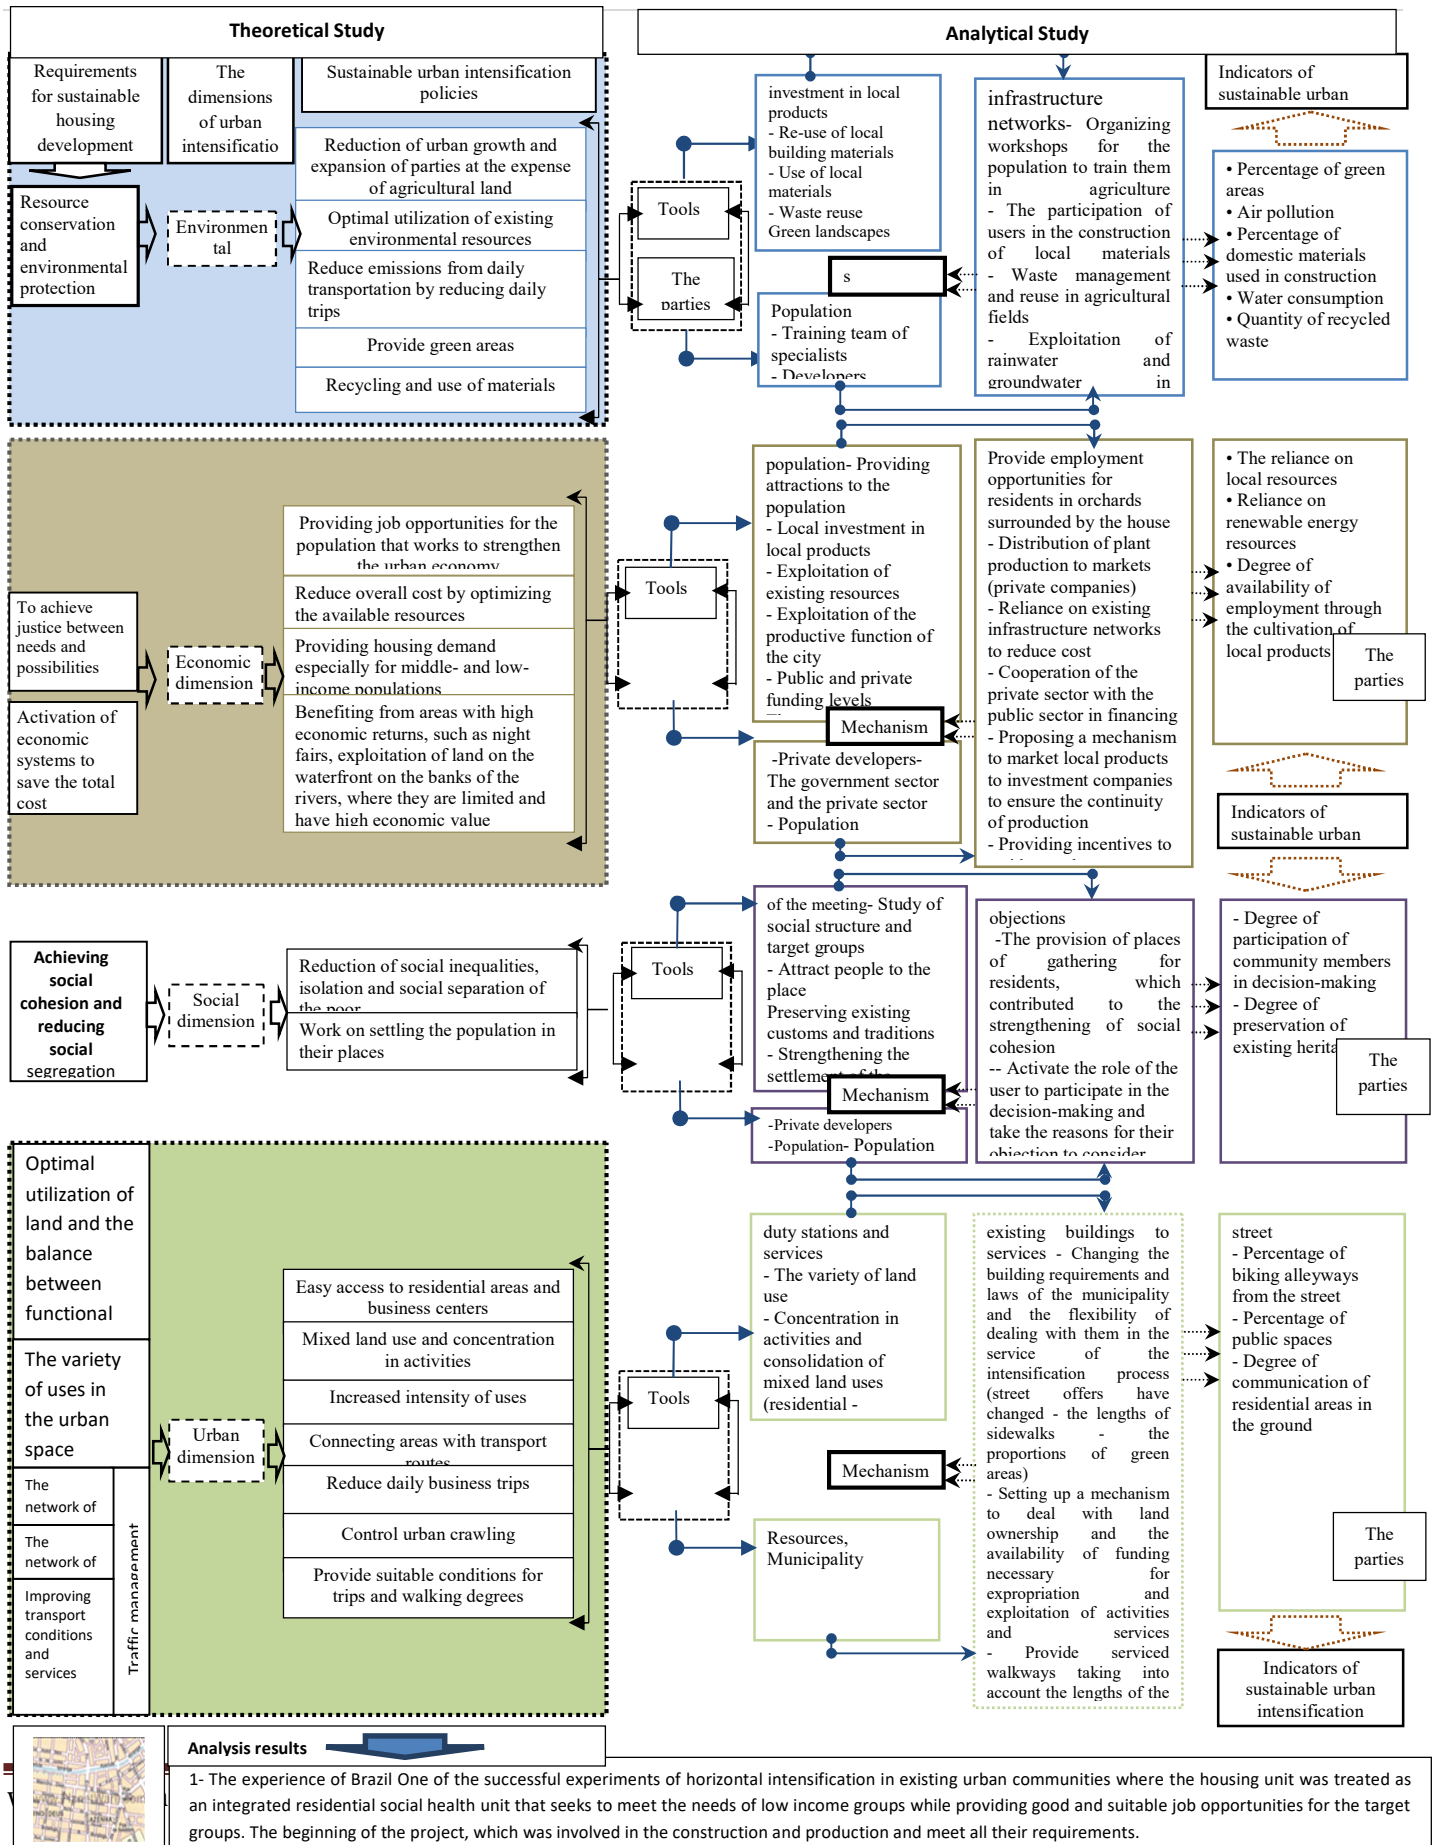 Theoretical Study
Analytical Study
Requirements
for sustainable
housing
development
The
dimensions
of urban
intensificatio
Sustainable urban intensification
policies
Resource
conservation
and
environmental
protection
Environmen
tal
Reduction of urban growth and
expansion of parties at the expense
of agricultural land
Optimal utilization of existing
environmental resources
Reduce emissions from daily
transportation by reducing daily
trips
Provide green areas
Recycling and use of materials
Tools
The
parties
investment in local
products
- Re-use of local
building materials
- Use of local
materials
- Waste reuse
Green landscapes
s
Population
- Training team of
specialists
- Developers
infrastructure
networks- Organizing
workshops for the
population to train them
in agriculture
- The participation of
users in the construction
of local materials
- Waste management
and reuse in agricultural
fields
- Exploitation of
rainwater and
groundwater in
Indicators of
sustainable urban
• Percentage of green
areas
• Air pollution
• Percentage of
domestic materials
used in construction
• Water consumption
• Quantity of recycled
waste
To achieve
justice between
needs and
possibilities
Activation of
economic
systems to
save the total
cost
Economic
dimension
Providing job opportunities for the
population that works to strengthen
the urban economy
Reduce overall cost by optimizing
the available resources
Providing housing demand
especially for middle- and low-
income populations
Benefiting from areas with high
economic returns, such as night
fairs, exploitation of land on the
waterfront on the banks of the
rivers, where they are limited and
have high economic value
Tools
population- Providing
attractions to the
population
- Local investment in
local products
- Exploitation of
existing resources
- Exploitation of the
productive function of
the city
- Public and private
funding levels
Mechanism
-Private developers-
The government sector
and the private sector
- Population
Provide employment
opportunities for
residents in orchards
surrounded by the house
- Distribution of plant
production to markets
(private companies)
- Reliance on existing
infrastructure networks
to reduce cost
- Cooperation of the
private sector with the
public sector in financing
- Proposing a mechanism
to market local products
to investment companies
to ensure the continuity
of production
- Providing incentives to
• The reliance on
local resources
• Reliance on
renewable energy
resources
• Degree of
availability of
employment through
the cultivation of
local products
The
parties
Indicators of
sustainable urban
Achieving
social
cohesion and
reducing
social
segregation
Social
dimension
Reduction of social inequalities,
isolation and social separation of
the poor
Work on settling the population in
their places
Tools
of the meeting- Study of
social structure and
target groups
- Attract people to the
place
Preserving existing
customs and traditions
- Strengthening the
settlement of the
Mechanism
-Private developers
-Population- Population
objections
-The provision of places
of gathering for
residents, which
contributed to the
strengthening of social
cohesion
-- Activate the role of the
user to participate in the
decision-making and
take the reasons for their
objection to consider
- Degree of
participation of
community members
in decision-making
- Degree of
preservation of
existing herita
The
parties
Optimal
utilization of
land and the
balance
between
functional
The variety
of uses in
the urban
space
The
network of
The
network of
Improving
transport
conditions
and
services
Traffic management
Urban
dimension
Easy access to residential areas and
business centers
Mixed land use and concentration
in activities
Increased intensity of uses
Connecting areas with transport
routes
Reduce daily business trips
Control urban crawling
Provide suitable conditions for
trips and walking degrees
Tools
duty stations and
services
- The variety of land
use
- Concentration in
activities and
consolidation of
mixed land uses
(residential -
Mechanism
Resources,
Municipality
existing buildings to
services - Changing the
building requirements and
laws of the municipality
and the flexibility of
dealing with them in the
service of the
intensification process
(street offers have
changed - the lengths of
sidewalks - the
proportions of green
areas)
- Setting up a mechanism
to deal with land
ownership and the
availability of funding
necessary for
expropriation and
exploitation of activities
and services
- Provide serviced
walkways taking into
account the lengths of the
street
- Percentage of
biking alleyways
from the street
- Percentage of
public spaces
- Degree of
communication of
residential areas in
the ground
The
parties
Indicators of
sustainable urban
intensification
Analysis results
1- The experience of Brazil One of the successful experiments of horizontal intensification in existing urban communities where the housing unit was treated as
an integrated residential social health unit that seeks to meet the needs of low income groups while providing good and suitable job opportunities for the target
groups. The beginning of the project, which was involved in the construction and production and meet all their requirements.